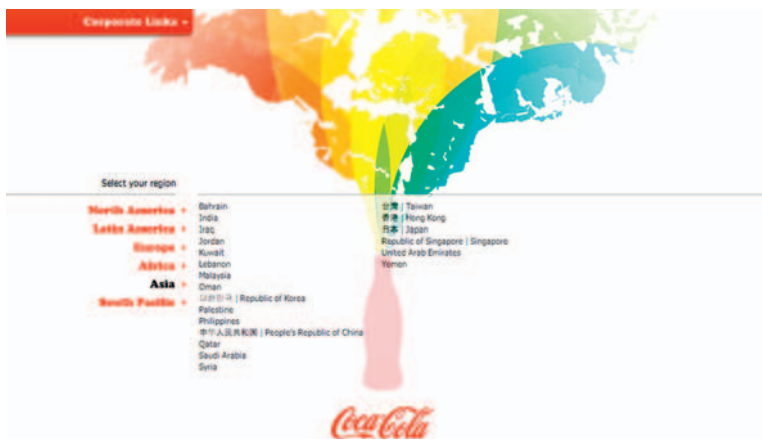 Corporate Links
Select your region
North America
Latin America
Europe
Africa
Asia
South Pacific
Bahrain
India
Iraq
Jordan
Kuwait
Lebanon
Malaysia
Oman
대한민국 | Republic of Korea
Palestine
Philippines
中华人民共和国 | People's Republic of China
Qatar
Saudi Arabia
Syria
台灣 | Taiwan
香港 | Hong Kong
日本 | Japan
Republic of Singapore | Singapore
United Arab Emirates
Yemen
Coca-Cola